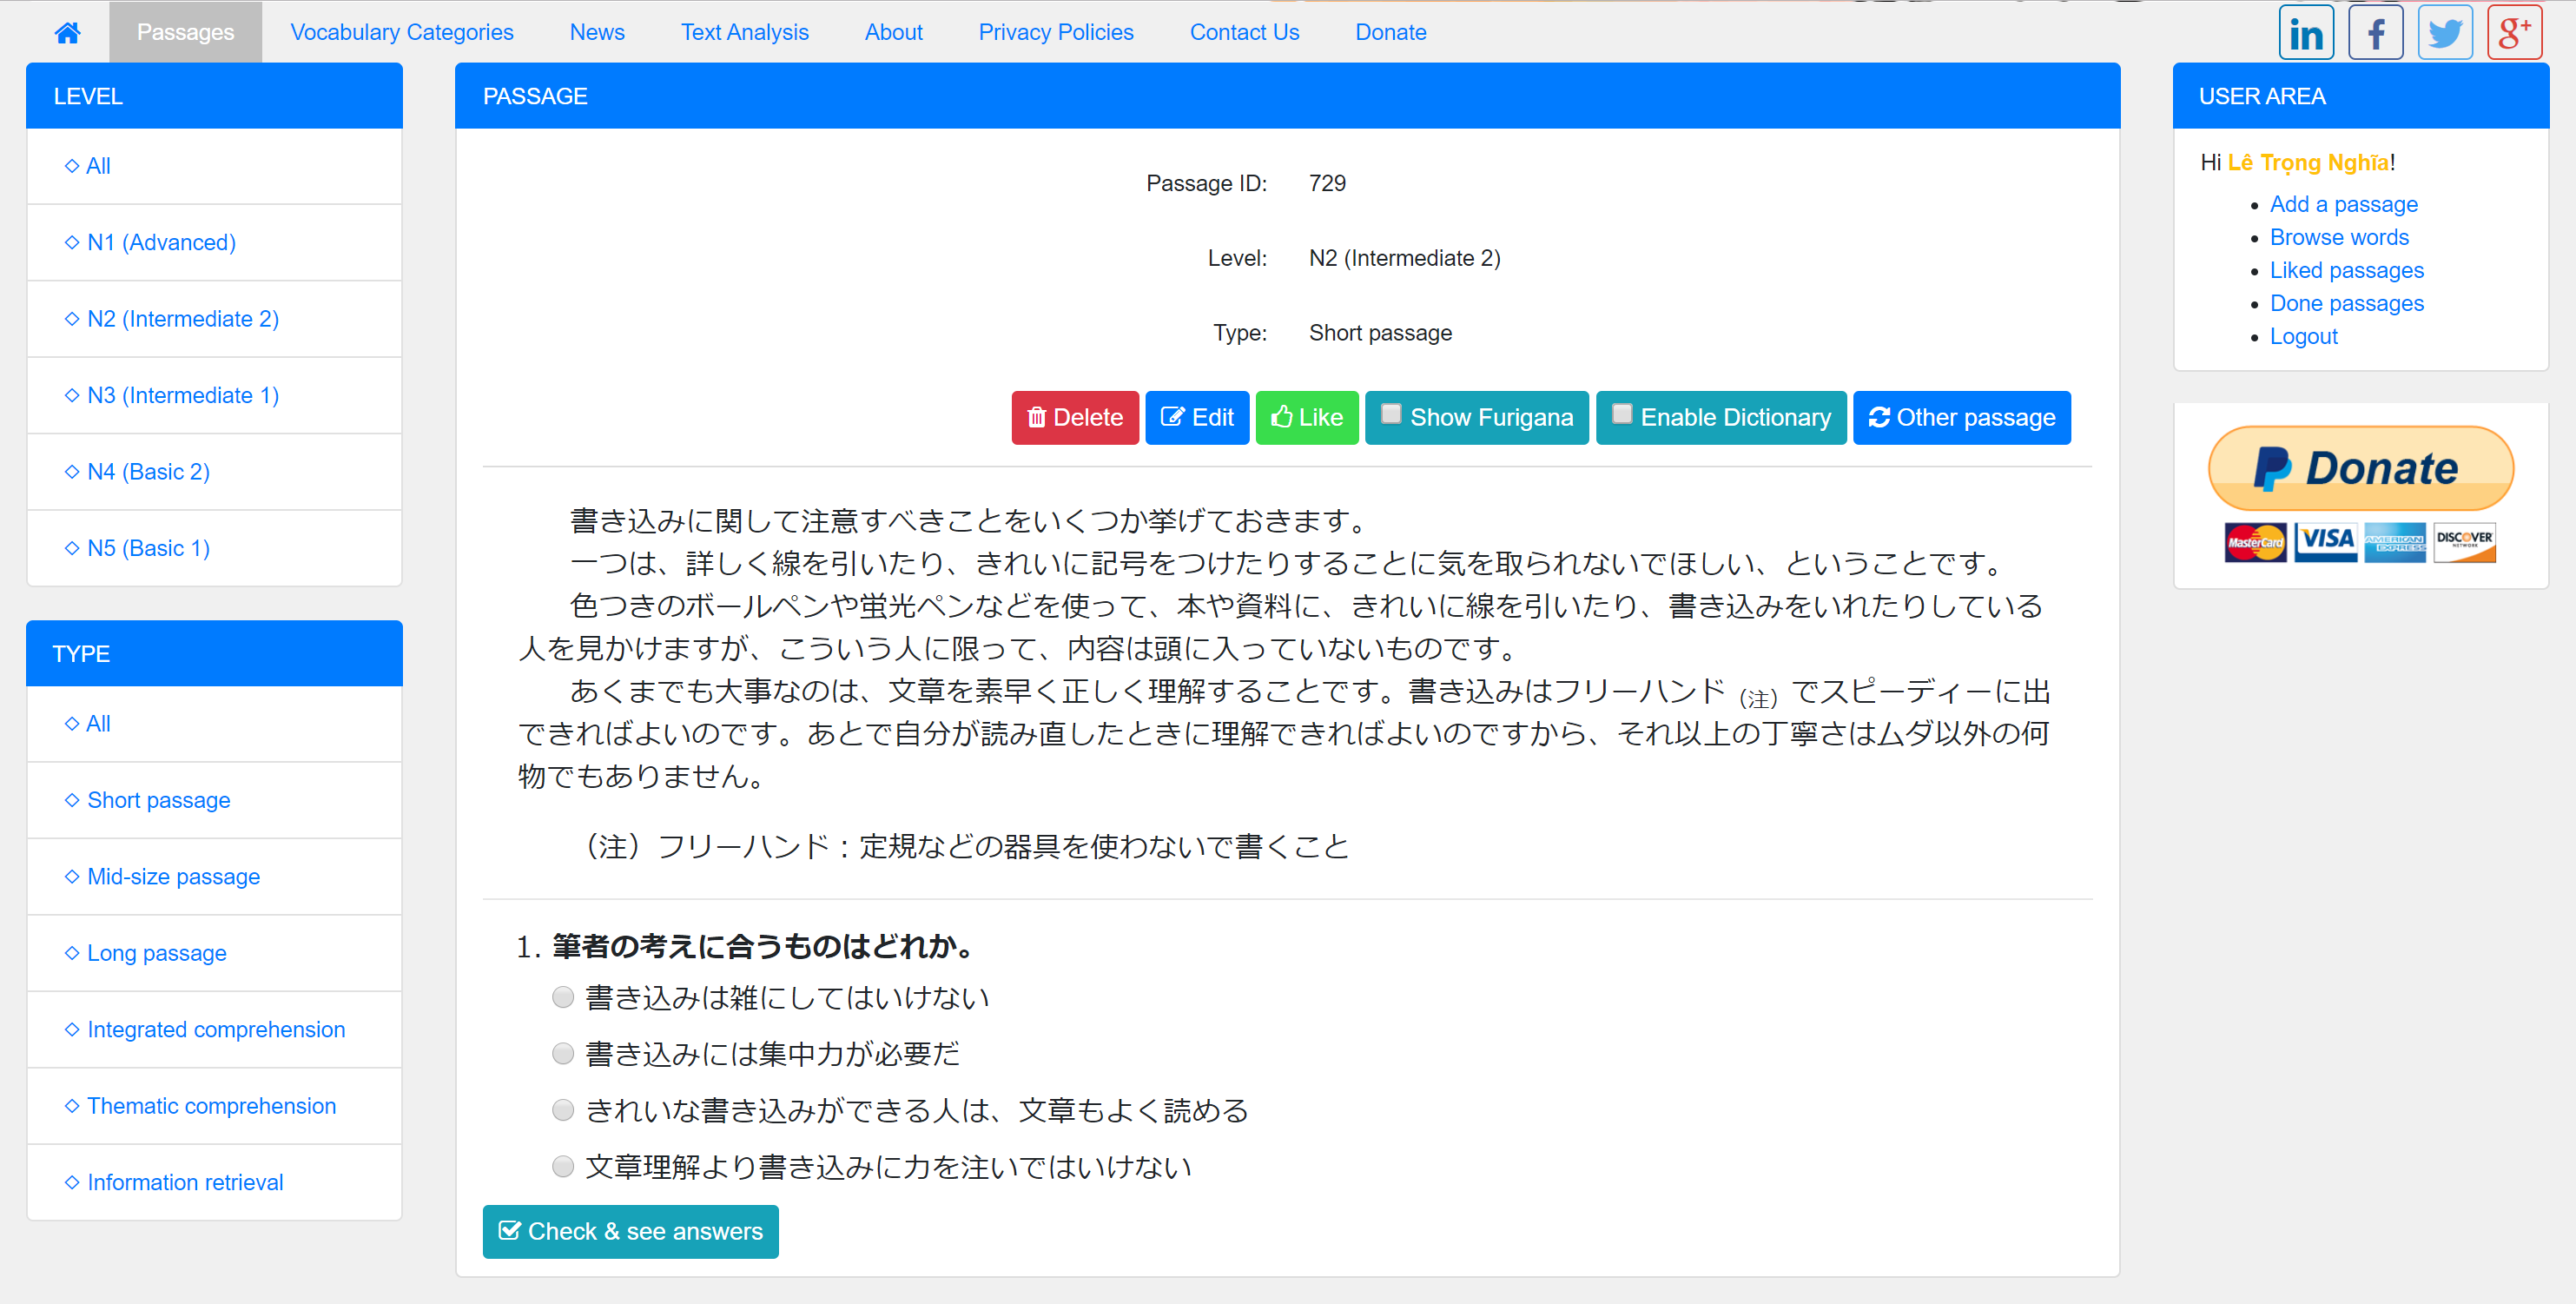 Passages
Vocabulary Categories
News
Text Analysis
About
Privacy Policies
Contact Us
Donate
in
f
g+
LEVEL
All
N1 (Advanced)
N2 (Intermediate 2)
N3 (Intermediate 1)
N4 (Basic 2)
N5 (Basic 1)
TYPE
All
Short passage
Mid-size passage
Long passage
Integrated comprehension
Thematic comprehension
Information retrieval
PASSAGE
Passage ID: 729
Level: N2 (Intermediate 2)
Type: Short passage
Delete
Edit
Like
Show Furigana
Enable Dictionary
Other passage
書き込みに関して注意すべきことをいくつか挙げておきます。
一つは、詳しく線を引いたり、きれいに記号をつけたりすることに気を取られないでほしい、ということです。
色つきのボールペンや蛍光ペンなどを使って、本や資料に、きれいに線を引いたり、書き込みをいれたりしている
人を見かけますが、こういう人に限って、内容は頭に入っていないものです。
あくまでも大事なのは、文章を素早く正しく理解することです。書き込みはフリーハンド（注）でスピーディーに出
できればよいのです。あとで自分が読み直したときに理解できればよいのですから、それ以上の丁寧さはムダ以外の何
物でもありません。
（注）フリーハンド：定規などの器具を使わないで書くこと
1. 筆者の考えに合うものはどれか。
書き込みは雑にしてはいけない
書き込みには集中力が必要だ
きれいな書き込みができる人は、文章もよく読める
文章理解より書き込みに力を注いではいけない
Check & see answers
USER AREA
Hi Lê Trọng Nghĩa!
Add a passage
Browse words
Liked passages
Done passages
Logout
Donate
MasterCard
VISA
AMERICAN EXPRESS
DISCOVER
NETWORK